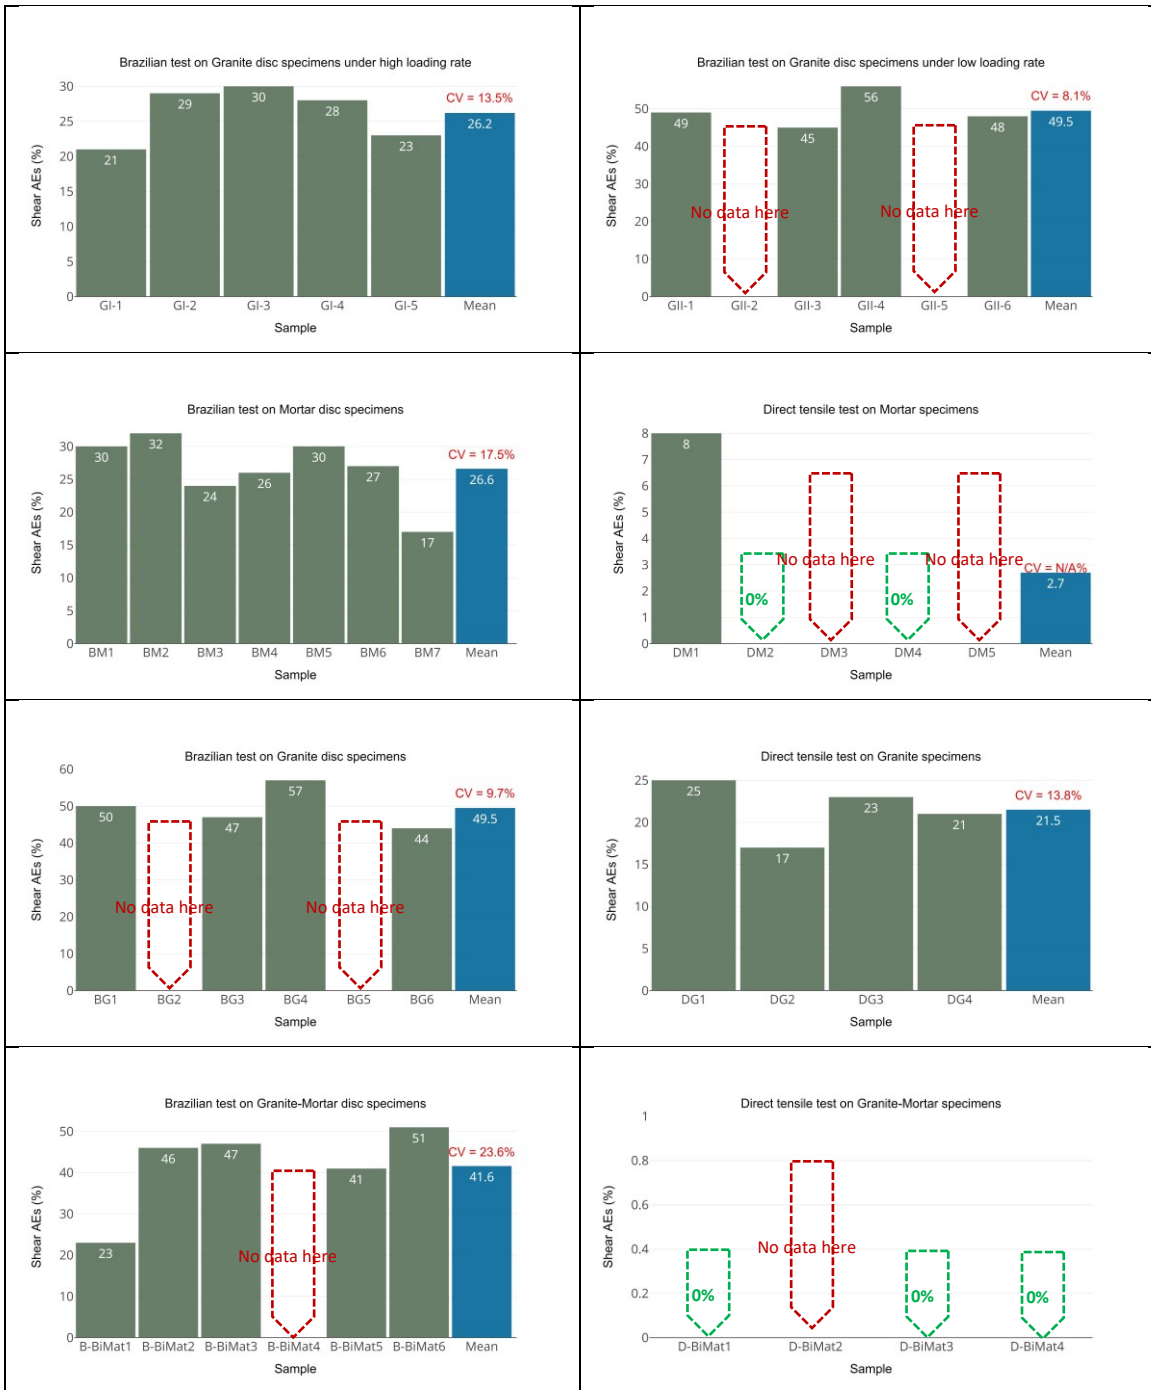 Brazilian test on Granite disc specimens under high loading rate
CV = 13.5%
Shear AEs (%)
30
25
20
15
10
5
0
21
29
30
28
23
26.2
GI-1 GI-2 GI-3 GI-4 GI-5 Mean
Sample
Brazilian test on Granite disc specimens under low loading rate
CV = 8.1%
Shear AEs (%)
50
40
30
20
10
0
49
No data here
45
56
No data here
48
49.5
GII-1 GII-2 GII-3 GII-4 GII-5 GII-6 Mean
Sample
Brazilian test on Mortar disc specimens
CV = 17.5%
Shear AEs (%)
30
25
20
15
10
5
0
30
32
24
26
30
27
17
26.6
BM1 BM2 BM3 BM4 BM5 BM6 BM7 Mean
Sample
Direct tensile test on Mortar specimens
Shear AEs (%)
8
7
6
5
4
3
2
1
0
8
0%
No data here
0%
No data here
CV = N/A%
2.7
DM1 DM2 DM3 DM4 DM5 Mean
Sample
Brazilian test on Granite disc specimens
CV = 9.7%
Shear AEs (%)
60
50
40
30
20
10
0
50
No data here
47
57
No data here
44
49.5
BG1 BG2 BG3 BG4 BG5 BG6 Mean
Sample
Direct tensile test on Granite specimens
CV = 13.8%
Shear AEs (%)
25
20
15
10
5
0
25
17
23
21
21.5
DG1 DG2 DG3 DG4 Mean
Sample
Brazilian test on Granite-Mortar disc specimens
CV = 23.6%
Shear AEs (%)
50
40
30
20
10
0
23
46
47
No data here
41
51
41.6
B-BiMat1 B-BiMat2 B-BiMat3 B-BiMat4 B-BiMat5 B-BiMat6 Mean
Sample
Direct tensile test on Granite-Mortar specimens
Shear AEs (%)
1
0.8
0.6
0.4
0.2
0
0%
No data here
0%
0%
D-BiMat1 D-BiMat2 D-BiMat3 D-BiMat4
Sample